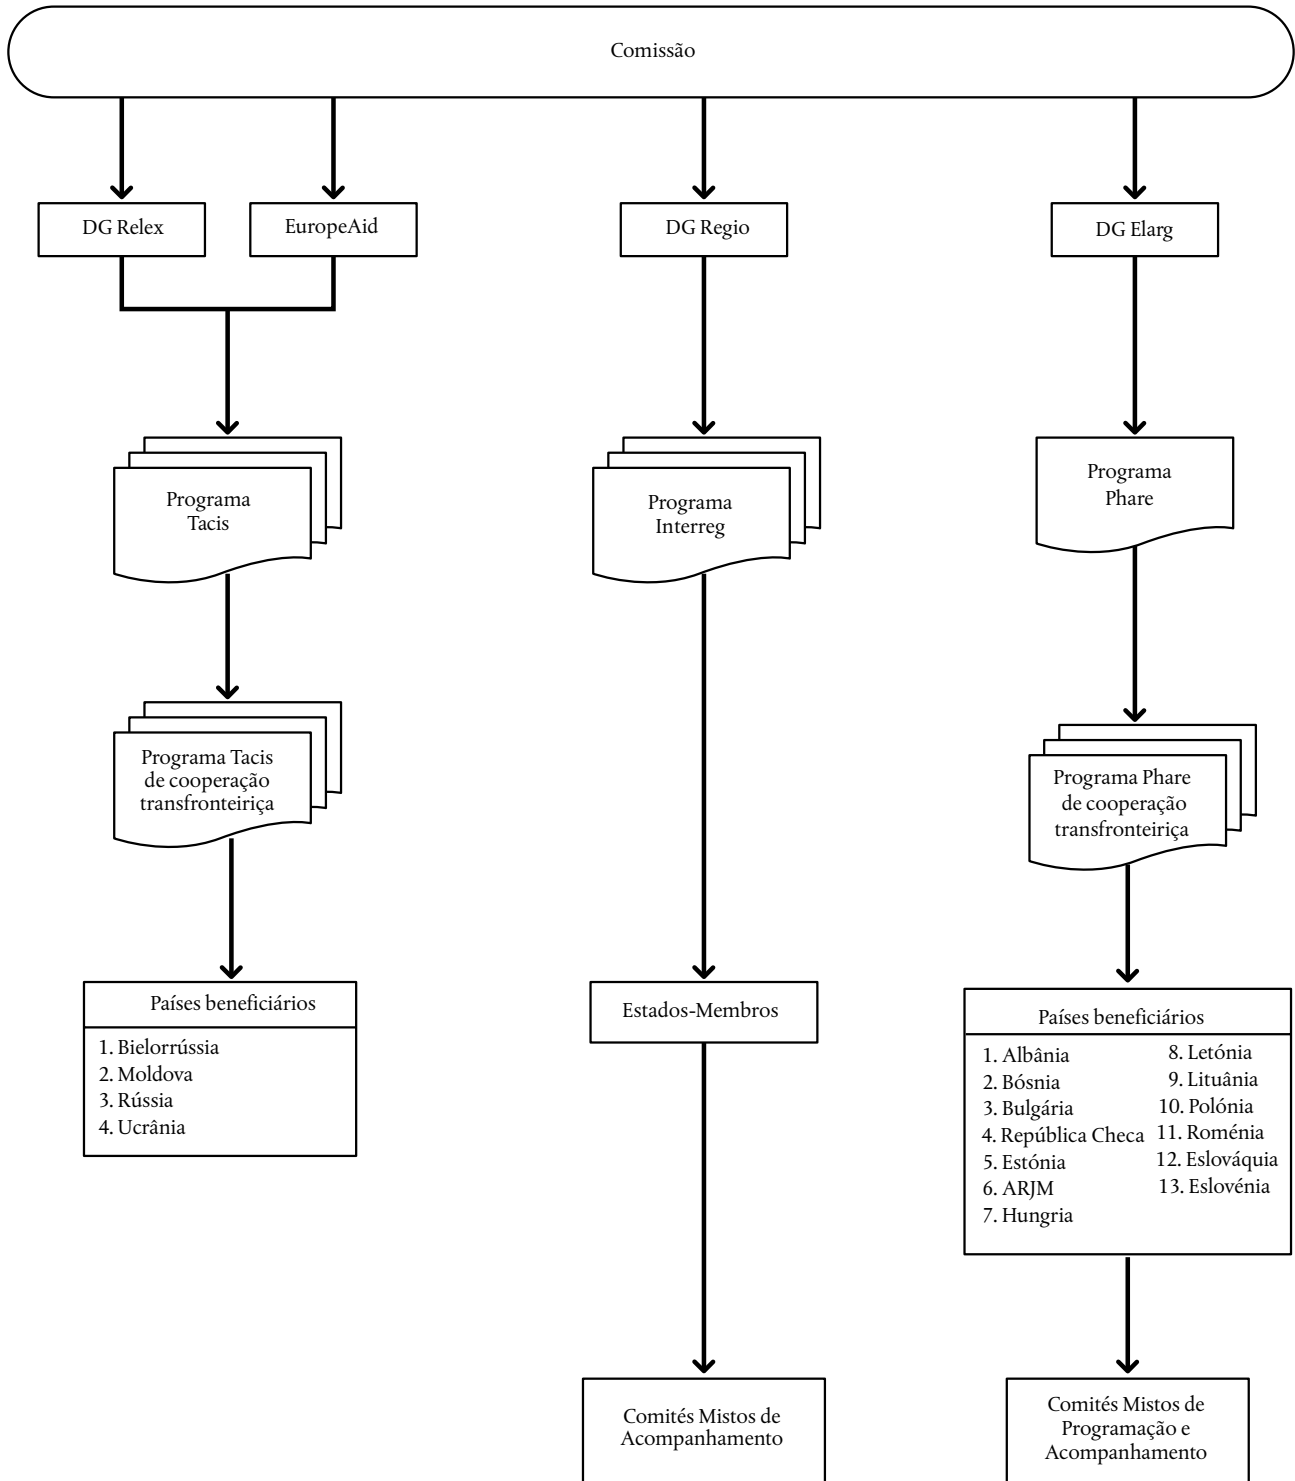 Comissão
DG Relex
EuropeAid
DG Regio
DG Elarg
Programa
Tacis
Programa
Interreg
Programa
Phare
Programa Tacis
de cooperação
transfronteiriça
Programa Phare
de cooperação
transfronteiriça
Países beneficiários
1. Bielorrússia
2. Moldova
3. Rússia
4. Ucrânia
Estados-Membros
Países beneficiários
1. Albânia
2. Bósnia
3. Bulgária
4. República Checa
5. Estónia
6. ARJM
7. Hungria
8. Letónia
9. Lituânia
10. Polónia
11. Roménia
12. Eslováquia
13. Eslovénia
Comités Mistos de
Acompanhamento
Comités Mistos de
Programação e
Acompanhamento